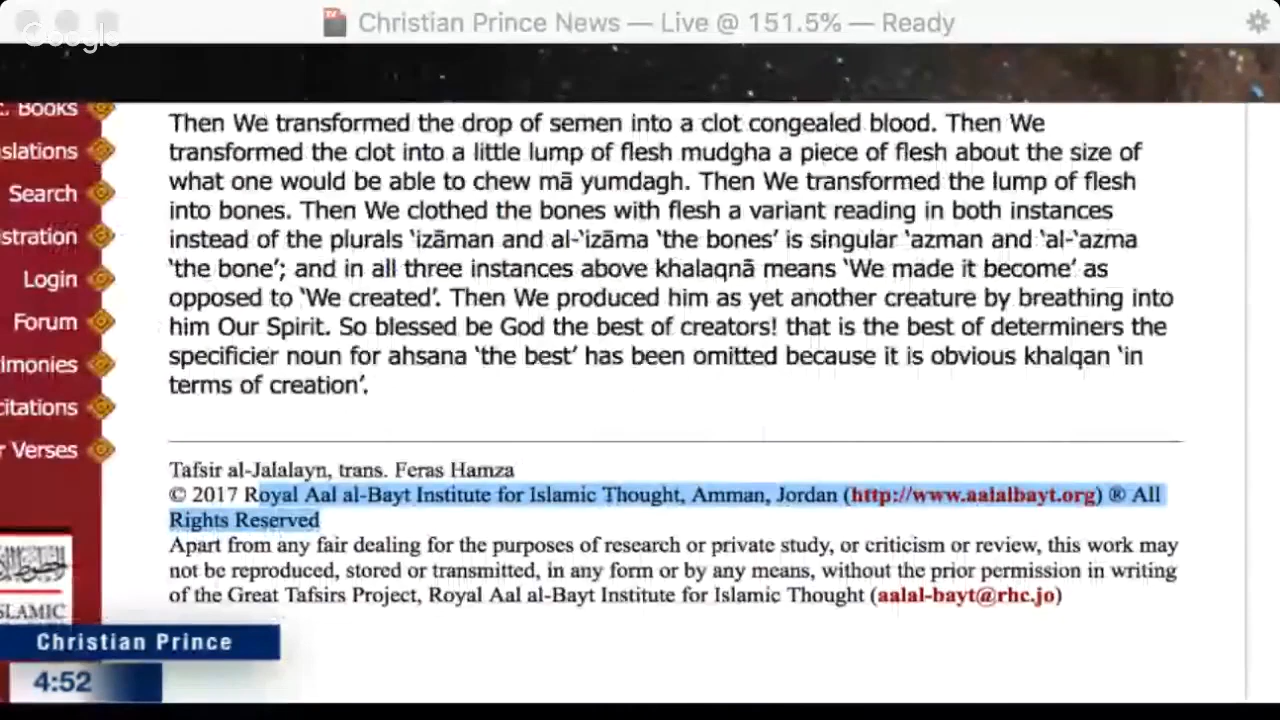 Christian Prince News — Live @ 151.5% — Ready
Google
. Books
slations
Search
stration
Login
Forum
imonies
citations
r Verses
Then We transformed the drop of semen into a clot congealed blood. Then We
transformed the clot into a little lump of flesh mudgha a piece of flesh about the size of
what one would be able to chew mā yumdagh. Then We transformed the lump of flesh
into bones. Then We clothed the bones with flesh a variant reading in both instances
instead of the plurals ‘izāman and al-‘izāma ‘the bones’ is singular ‘azman and ‘al-‘azma
‘the bone’; and in all three instances above khalaqnā means ‘We made it become’ as
opposed to ‘We created’. Then We produced him as yet another creature by breathing into
him Our Spirit. So blessed be God the best of creators! that is the best of determiners the
specificier noun for ahsana ‘the best’ has been omitted because it is obvious khalqan ‘in
terms of creation’.
Tafsir al-Jalalayn, trans. Feras Hamza
© 2017 Royal Aal al-Bayt Institute for Islamic Thought, Amman, Jordan (http://www.aalalbayt.org) ® All
Rights Reserved
Apart from any fair dealing for the purposes of research or private study, or criticism or review, this work may
not be reproduced, stored or transmitted, in any form or by any means, without the prior permission in writing
of the Great Tafsirs Project, Royal Aal al-Bayt Institute for Islamic Thought (aalal-bayt@rhc.jo)
SLAMIC
Christian Prince
4:52